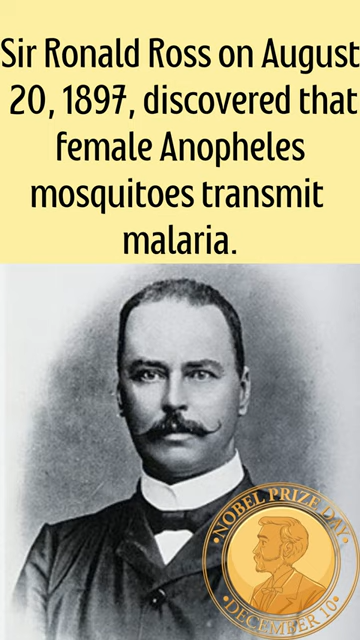 Sir Ronald Ross on August
20, 1897, discovered that
female Anopheles
mosquitoes transmit
malaria.
•NOBEL PRIZE DAY•
•DECEMBER 10•